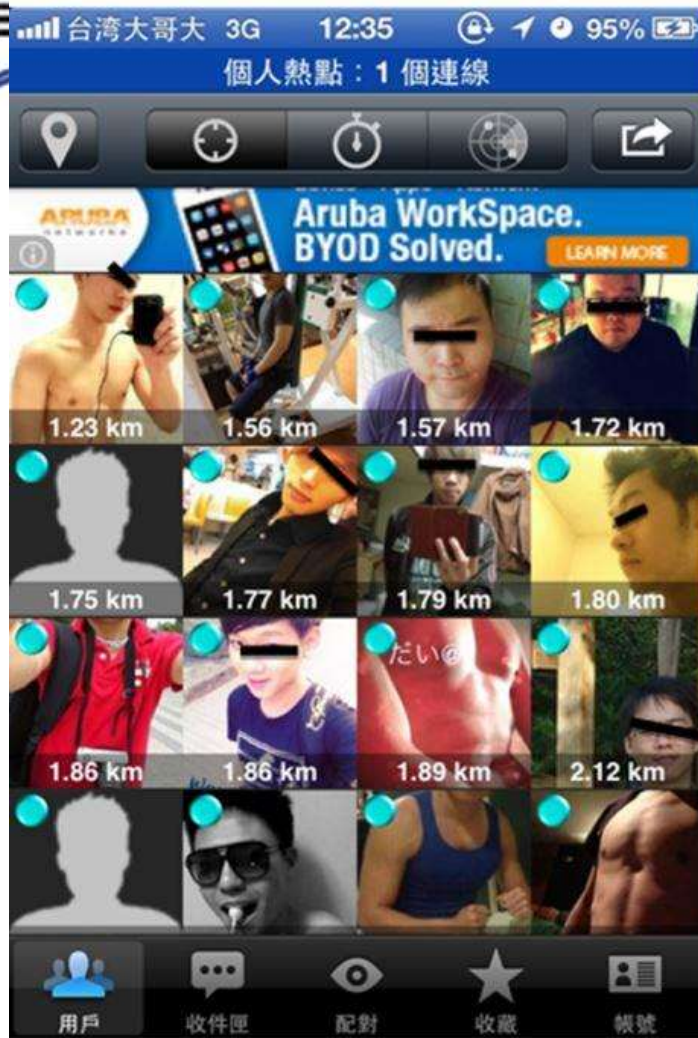 台湾大哥大 3G 12:35 95%
個人熱點：1 個連線
ARUBA
networks
Aruba WorkSpace.
BYOD Solved.
LEARN MORE
1.23 km 1.56 km 1.57 km 1.72 km
1.75 km 1.77 km 1.79 km 1.80 km
だい@
1.86 km 1.86 km 1.89 km 2.12 km
用戶 收件匣 配對 收藏 帳號